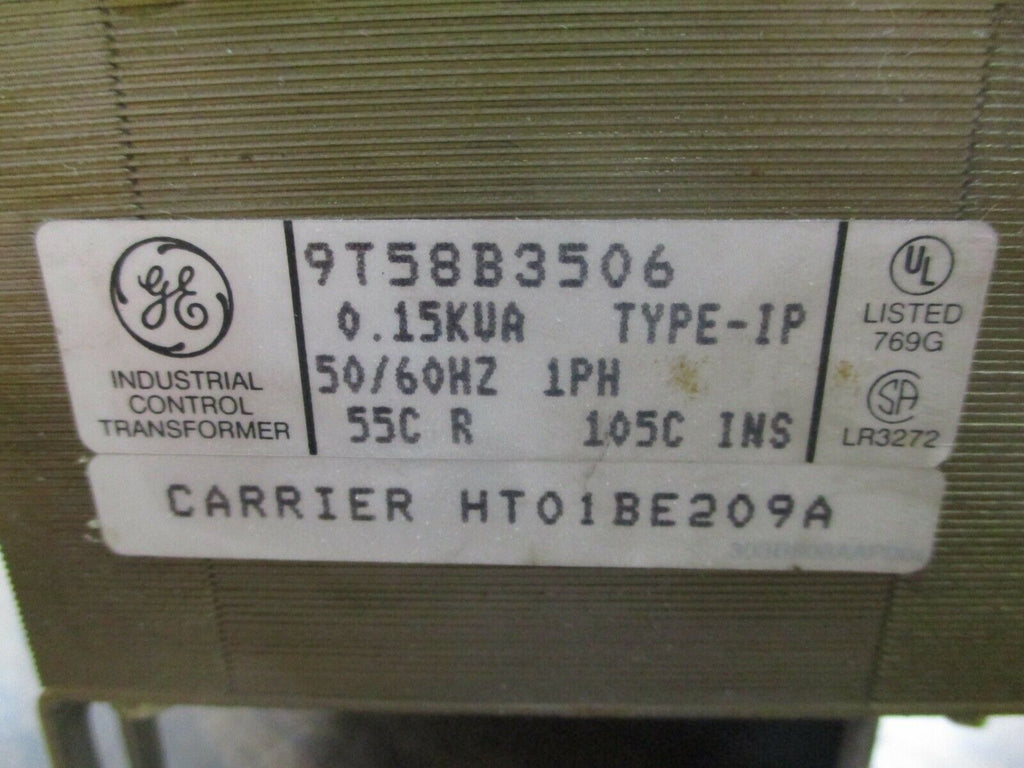 GE
INDUSTRIAL
CONTROL
TRANSFORMER
9T58B3506
0.15KVA TYPE-IP
50/60HZ 1PH
55C R 105C INS
UL
LISTED
769G
SA
LR3272
CARRIER HT01BE209A